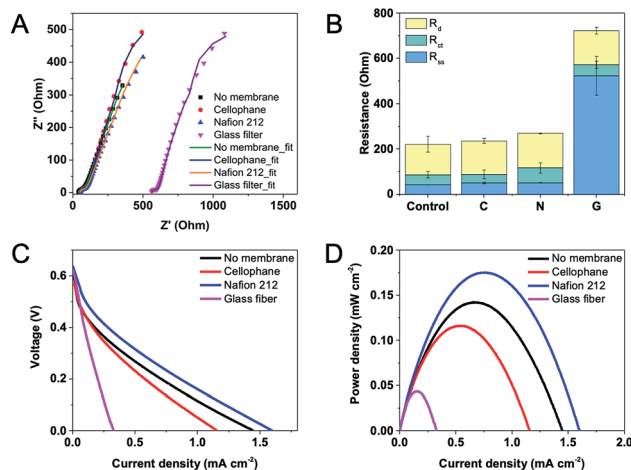 A
500
400
300
200
100
0
Z'' (Ohm)
No membrane
Cellophane
Nafion 212
Glass filter
No membrane_fit
Cellophane_fit
Nafion 212_fit
Glass filter_fit
0 500 1000 1500
Z' (Ohm)
B
800
600
400
200
0
Resistance (Ohm)
Rd
Rct
Rss
Control C N G
C
0.6
0.4
0.2
0.0
Voltage (V)
No membrane
Cellophane
Nafion 212
Glass fiber
0.0 0.5 1.0 1.5
Current density (mA cm-2)
D
0.20
0.15
0.10
0.05
0.00
Power density (mW cm-2)
No membrane
Cellophane
Nafion 212
Glass fiber
0.0 0.5 1.0 1.5 2.0
Current density (mA cm-2)